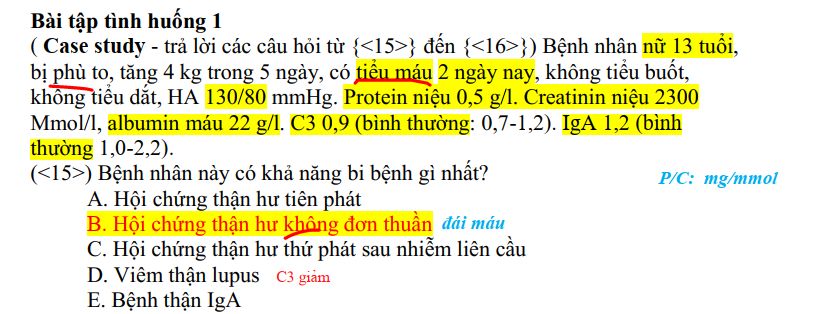 Bài tập tình huống 1
( Case study - trả lời các câu hỏi từ {<15>} đến {<16>}) Bệnh nhân nữ 13 tuổi,
bị phù to, tăng 4 kg trong 5 ngày, có tiểu máu 2 ngày nay, không tiểu buốt,
không tiểu dắt, HA 130/80 mmHg. Protein niệu 0,5 g/l. Creatinin niệu 2300
Mmol/l, albumin máu 22 g/l. C3 0,9 (bình thường: 0,7-1,2). IgA 1,2 (bình
thường 1,0-2,2).
(<15>) Bệnh nhân này có khả năng bi bệnh gì nhất?
P/C: mg/mmol
A. Hội chứng thận hư tiên phát
B. Hội chứng thận hư không đơn thuần đái máu
C. Hội chứng thận hư thứ phát sau nhiễm liên cầu
D. Viêm thận lupus C3 giảm
E. Bệnh thận IgA